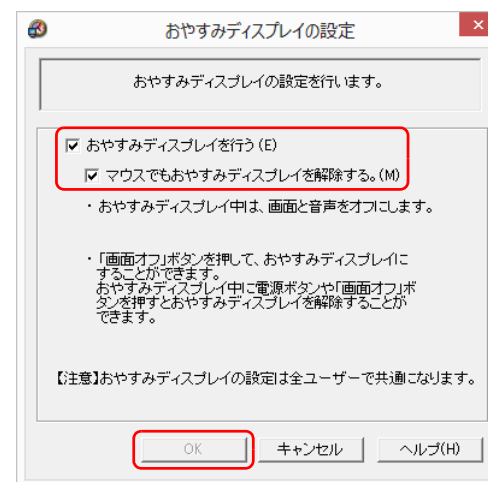 おやすみディスプレイの設定
おやすみディスプレイの設定を行います。
おやすみディスプレイを行う(E)
マウスでもおやすみディスプレイを解除する。(M)
・おやすみディスプレイ中は、画面と音声をオフにします。
・「画面オフ」ボタンを押して、おやすみディスプレイに
することができます。
おやすみディスプレイ中に電源ボタンや「画面オフ」ボ
タンを押すとおやすみディスプレイを解除することが
できます。
【注意】おやすみディスプレイの設定は全ユーザーで共通になります。
OK キャンセル ヘルプ(H)